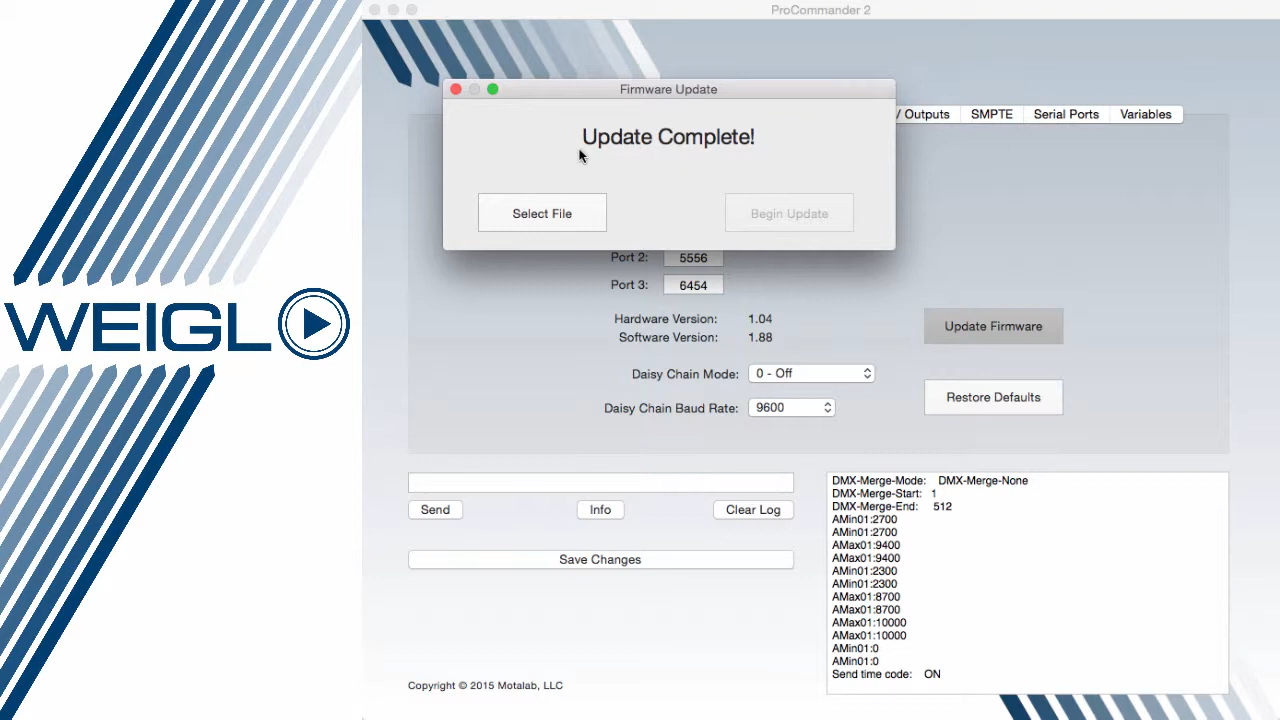 ProCommander 2
Firmware Update
/ Outputs
SMPTE
Serial Ports
Variables
Update Complete!
Select File
Begin Update
WEIGL
Port 2: 5556
Port 3: 6454
Hardware Version: 1.04
Software Version: 1.88
Update Firmware
Daisy Chain Mode: 0 - Off
Restore Defaults
Daisy Chain Baud Rate: 9600
Send
Info
Clear Log
Save Changes
DMX-Merge-Mode: DMX-Merge-None
DMX-Merge-Start: 1
DMX-Merge-End: 512
AMin01:2700
AMin01:2700
AMax01:9400
AMax01:9400
AMin01:2300
AMin01:2300
AMax01:8700
AMax01:8700
AMax01:10000
AMax01:10000
AMin01:0
AMin01:0
Send time code: ON
Copyright © 2015 Motalab, LLC